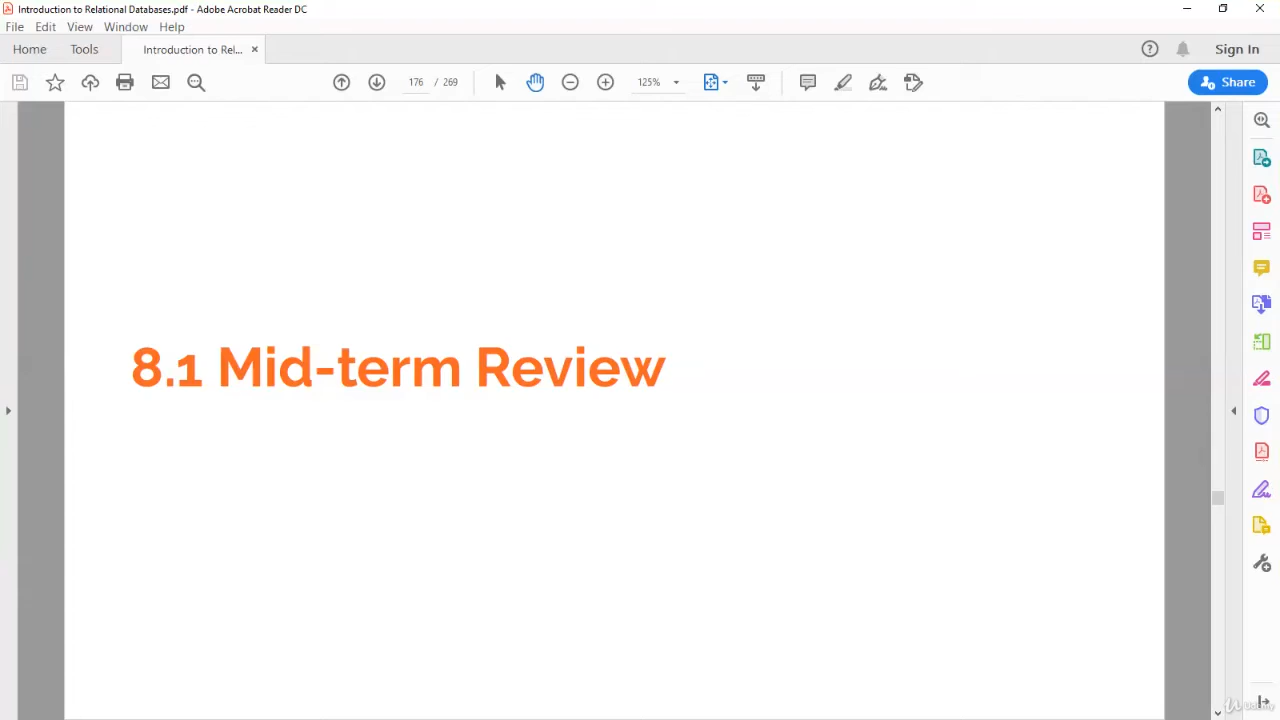 Introduction to Relational Databases.pdf - Adobe Acrobat Reader DC
File Edit View Window Help
Home Tools Introduction to Rel... × Sign In
176 / 269 125% Share
8.1 Mid-term Review
Udemy